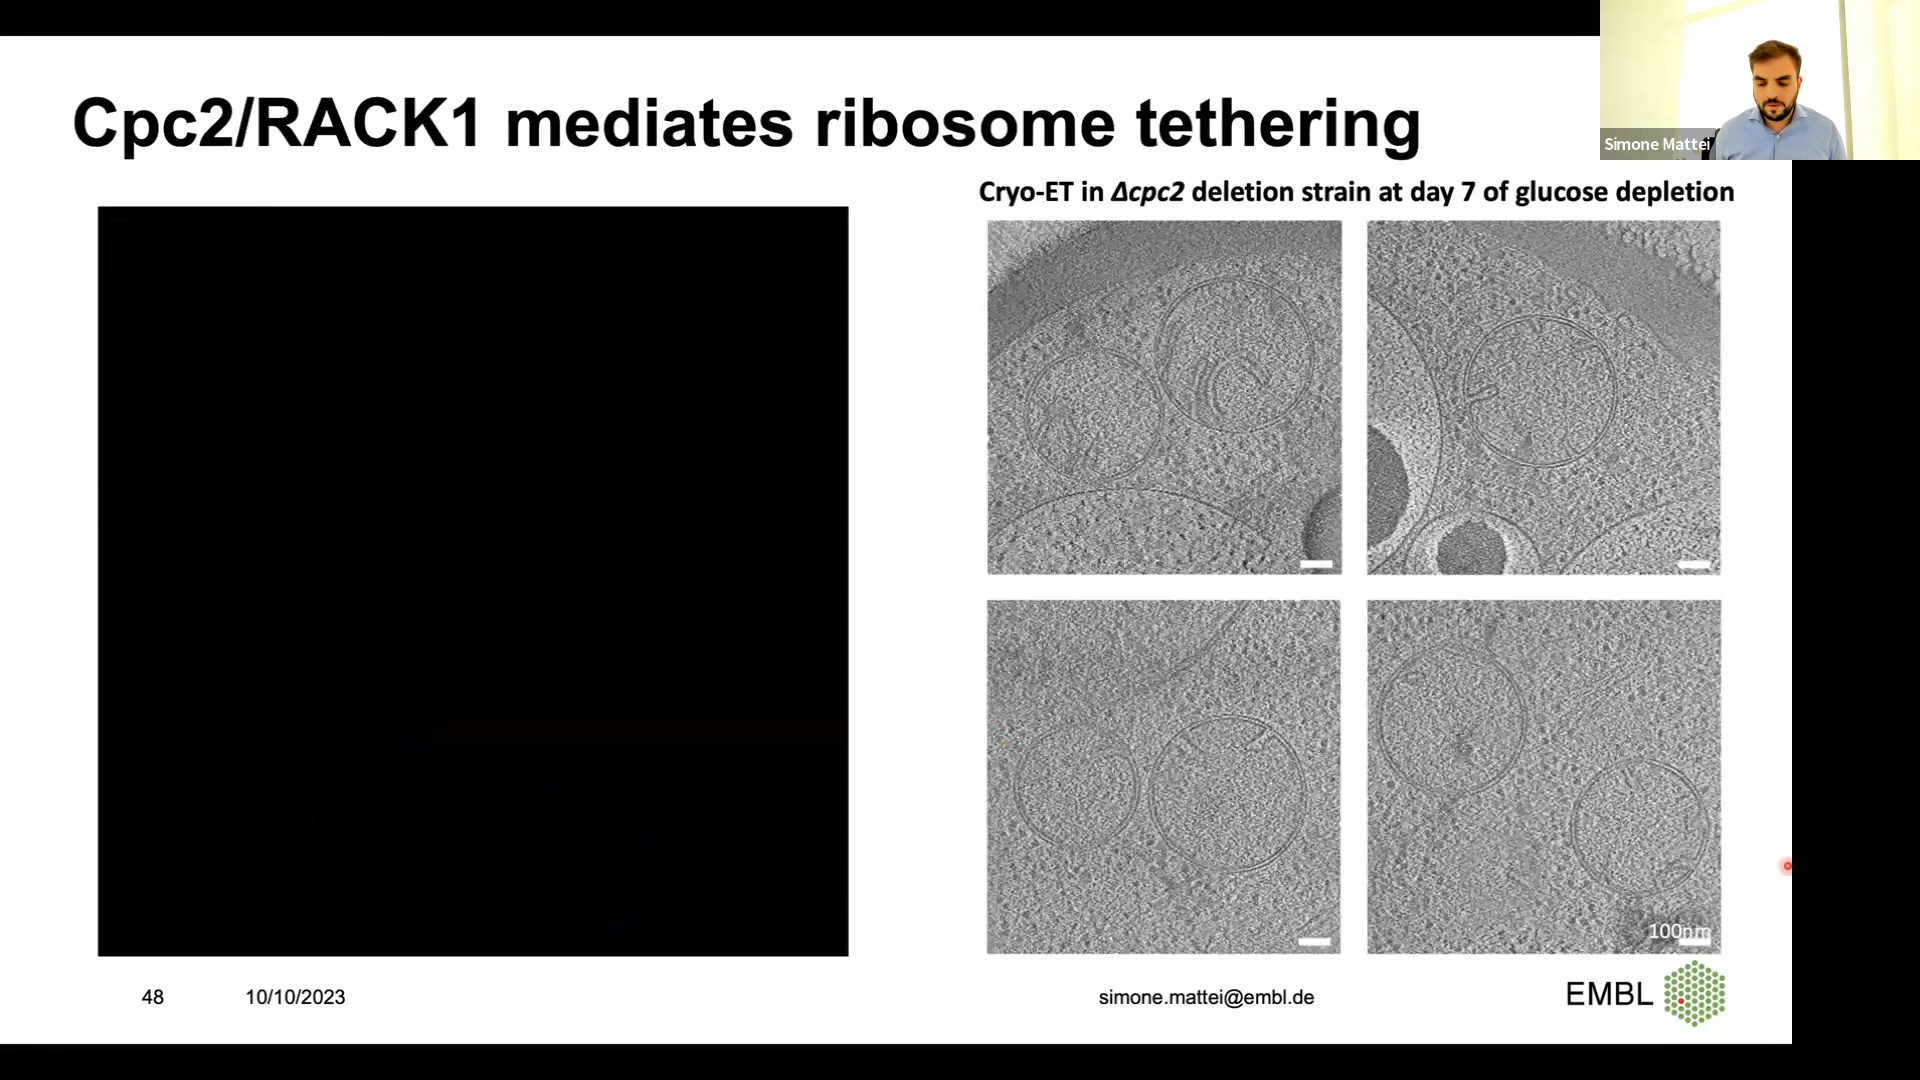 Cpc2/RACK1 mediates ribosome tethering
Simone Mattei
Cryo-ET in Δcpc2 deletion strain at day 7 of glucose depletion
100nm
48
10/10/2023
simone.mattei@embl.de
EMBL